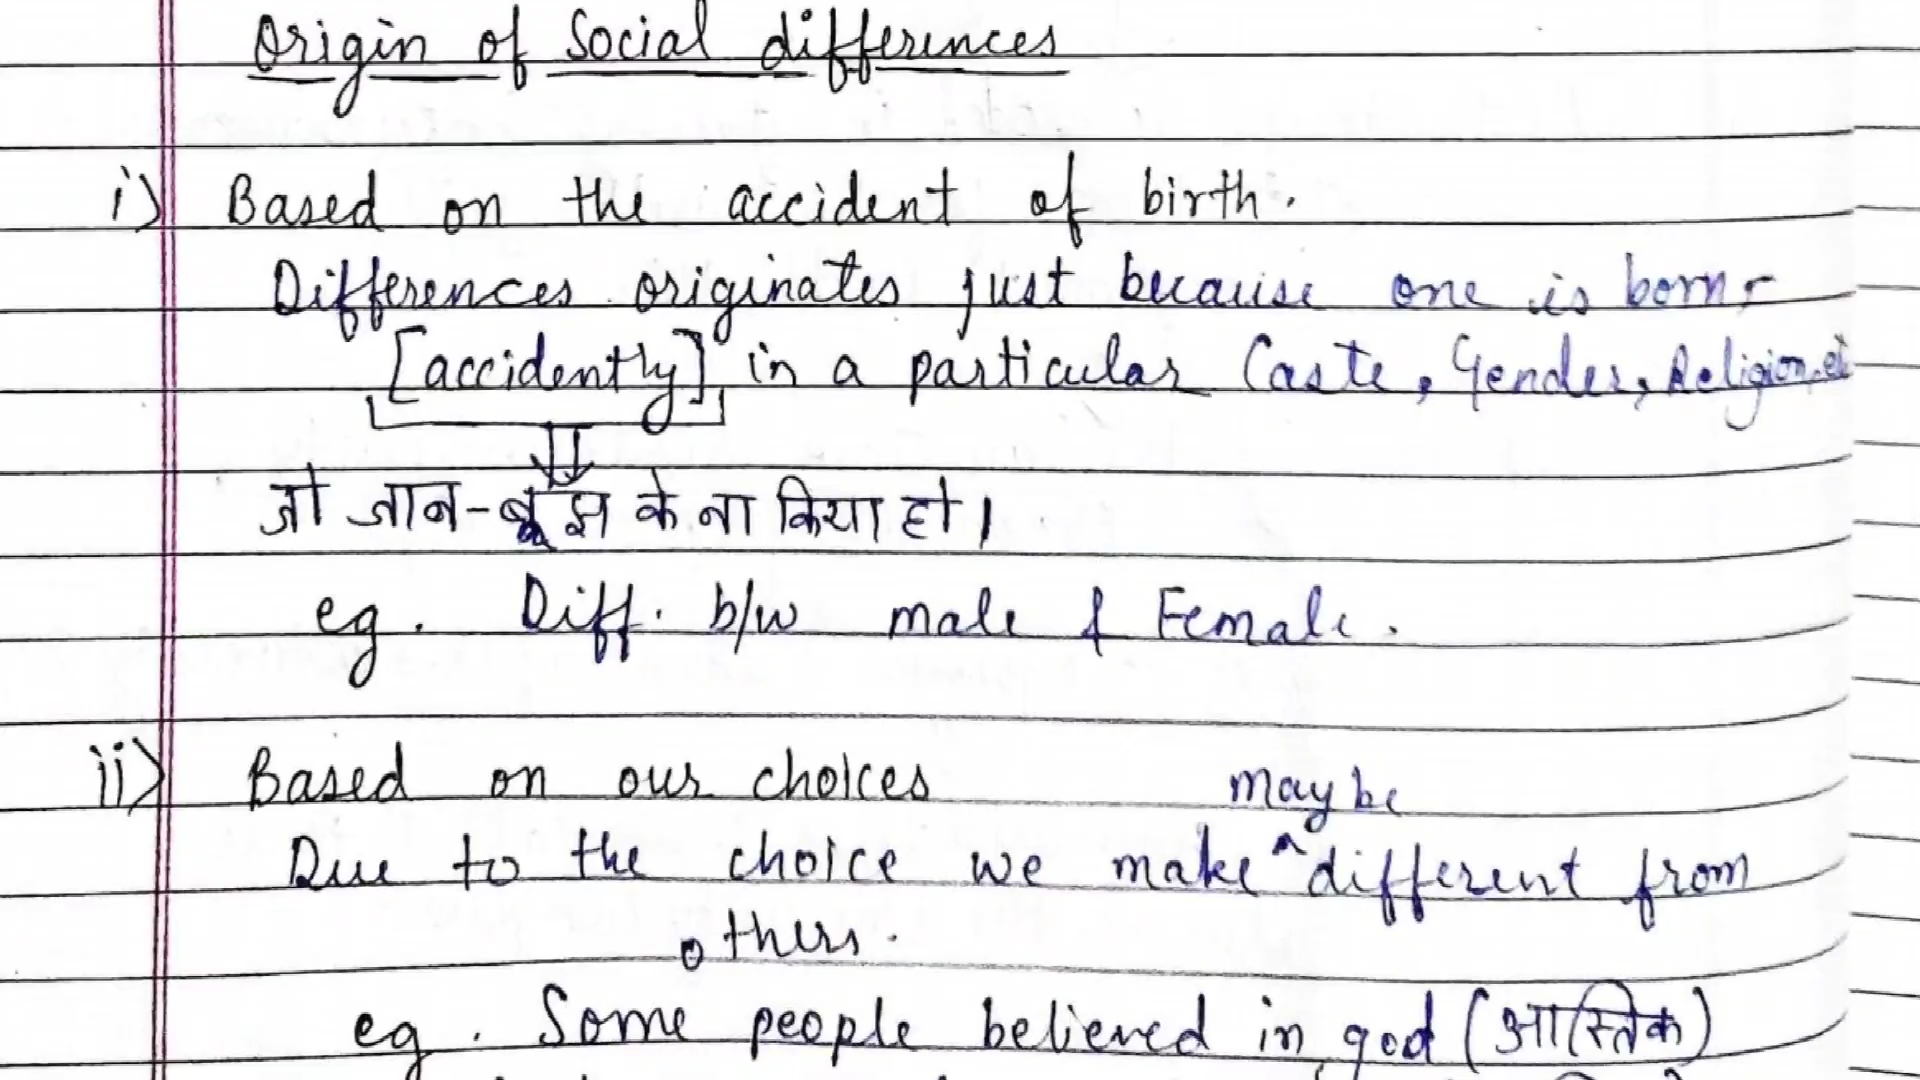 Origin of Social differences
i) Based on the accident of birth.
Differences originates just because one is born -
[accidently] in a particular Caste, Gender, Religion, et
जो जान-बूझ के ना किया हो।
eg. Diff. b/w male & Female.
ii) Based on our choices
may be
Due to the choice we make ^ different from
others.
eg. Some people believed in god (आस्तिक)